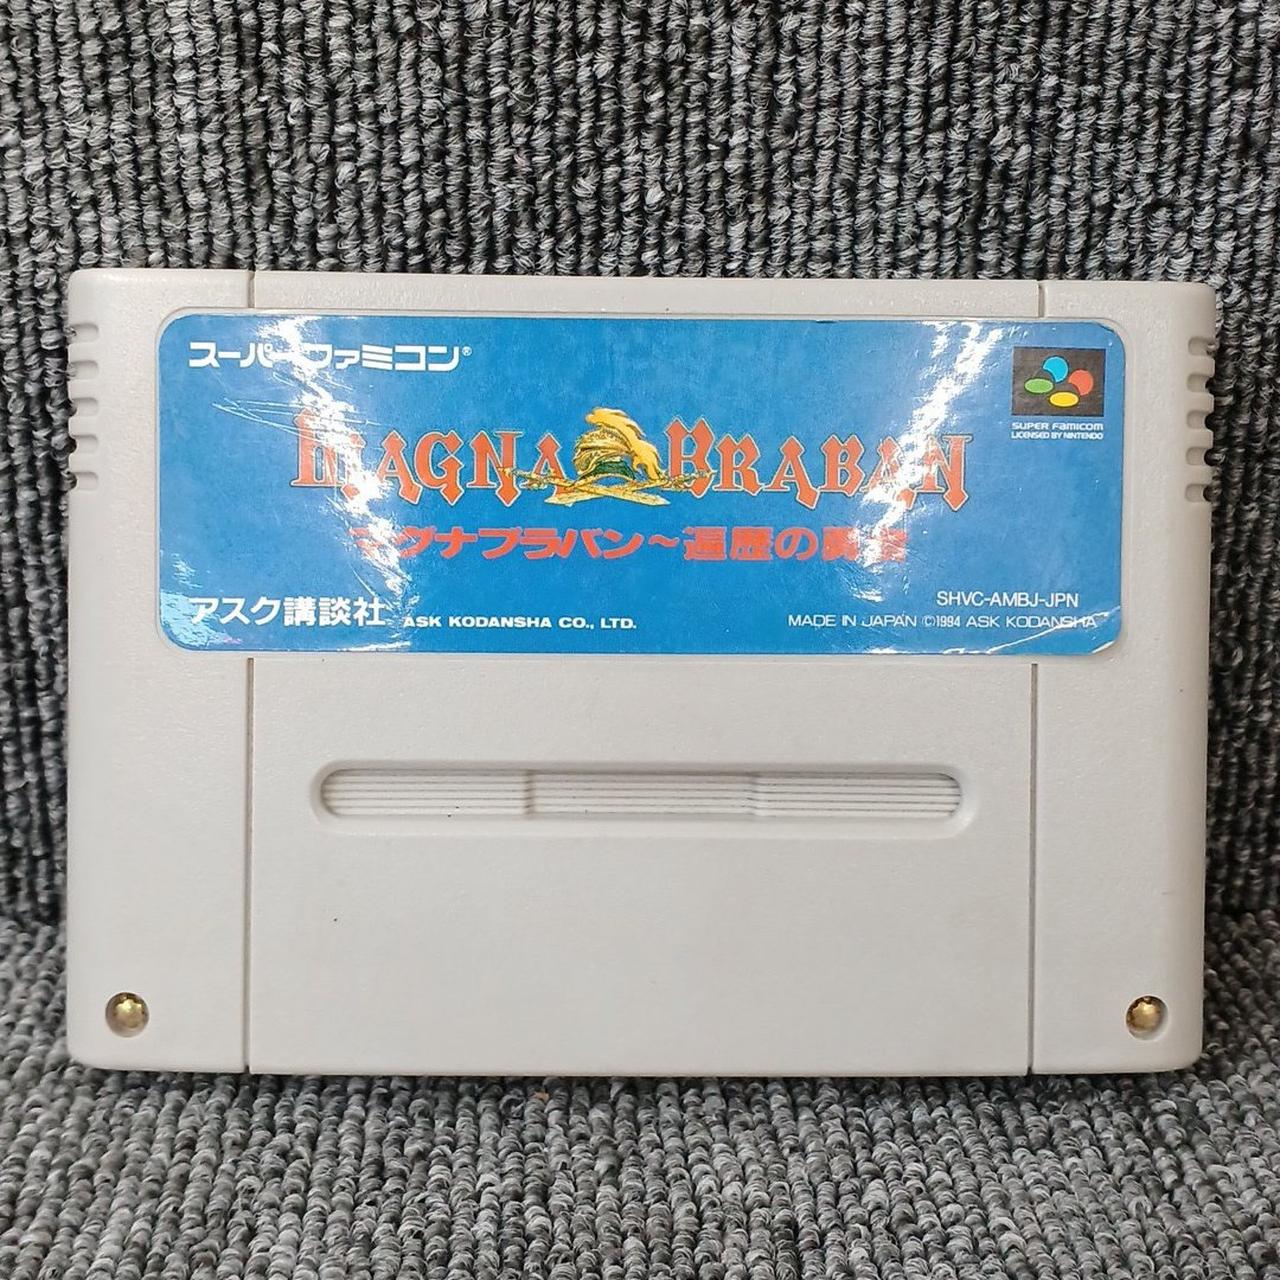 スーパーファミコン®
SUPER FAMICOM
LICENSED BY NINTENDO
MAGNA BRABAN
マグナブラバン～遍歴の勇者
SHVC-AMBJ-JPN
アスク講談社 ASK KODANSHA CO., LTD.
MADE IN JAPAN ©1994 ASK KODANSHA